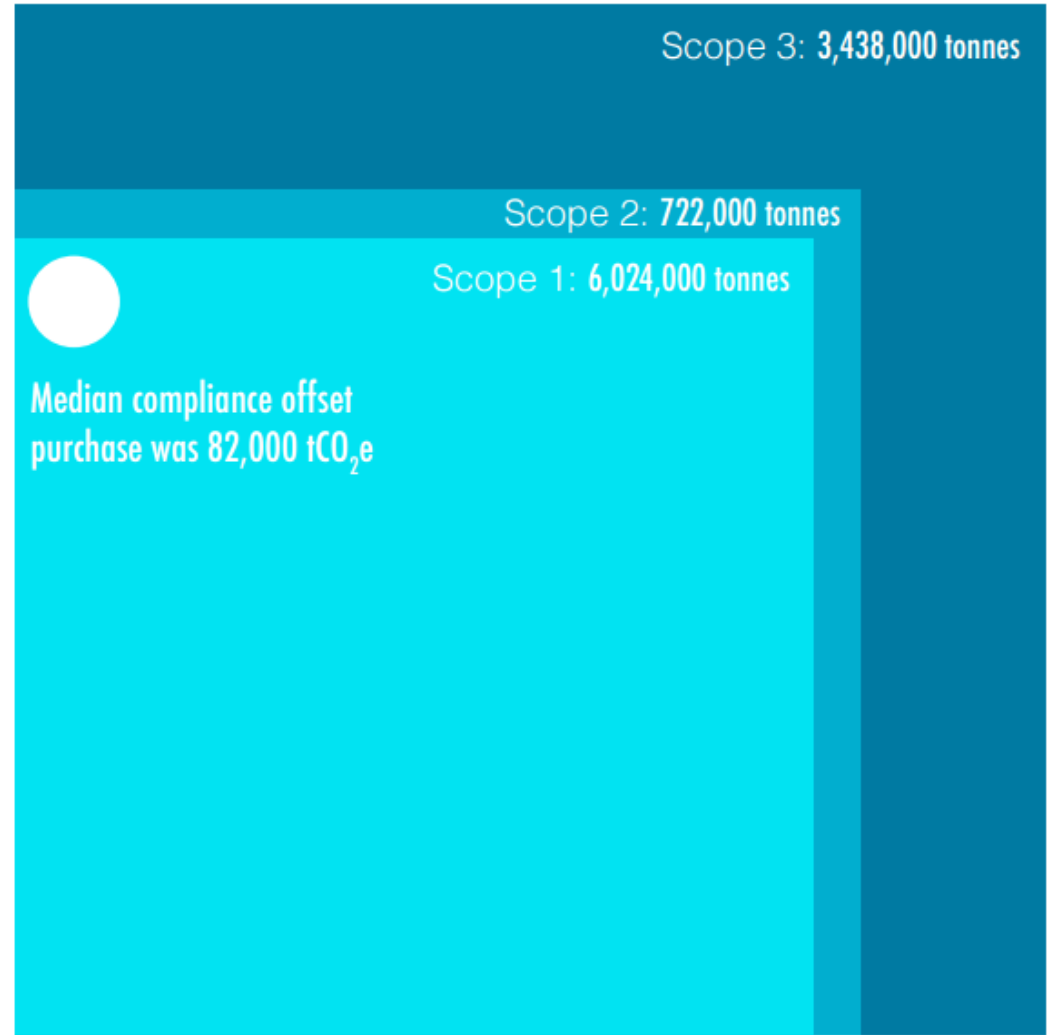 Scope 3: 3,438,000 tonnes
Scope 2: 722,000 tonnes
Scope 1: 6,024,000 tonnes
Median compliance offset
purchase was 82,000 tCO₂e